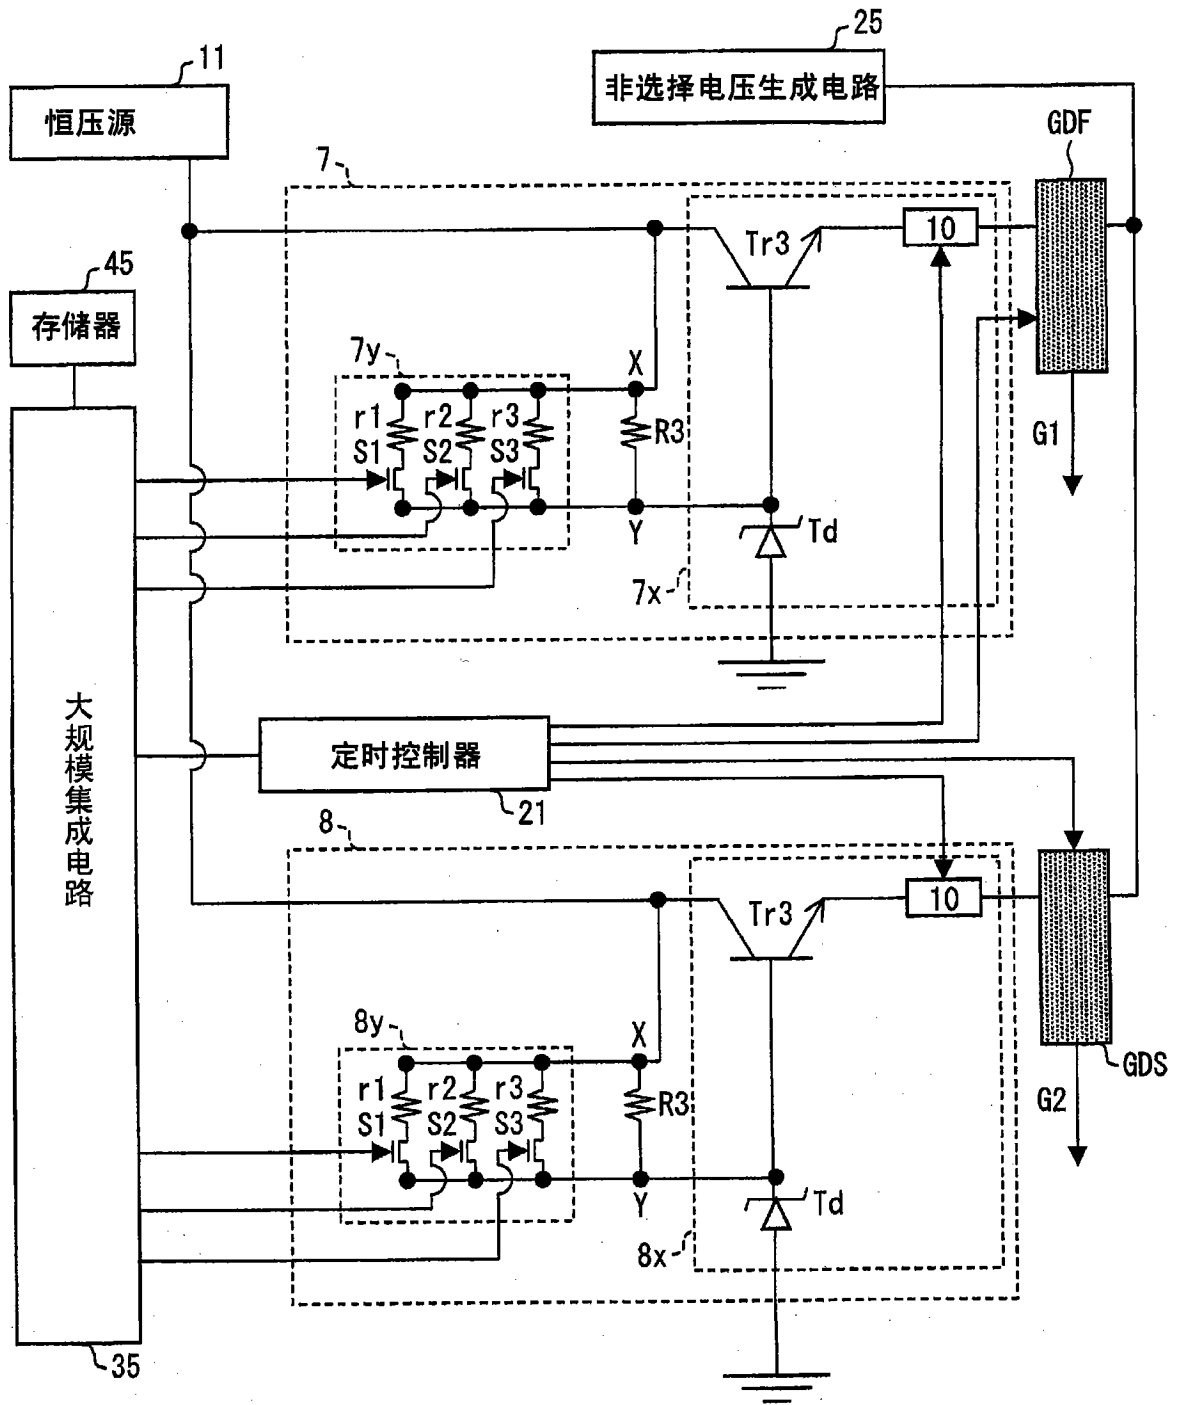 11
恒压源
25
非选择电压生成电路
GDF
7
Tr3
10
45
存储器
7y
X
r1
r2
r3
R3
S1
S2
S3
G1
Y
Td
7x
大规模集成电路
定时控制器
21
8
Tr3
10
8y
X
r1
r2
r3
R3
S1
S2
S3
GDS
G2
Y
Td
8x
35